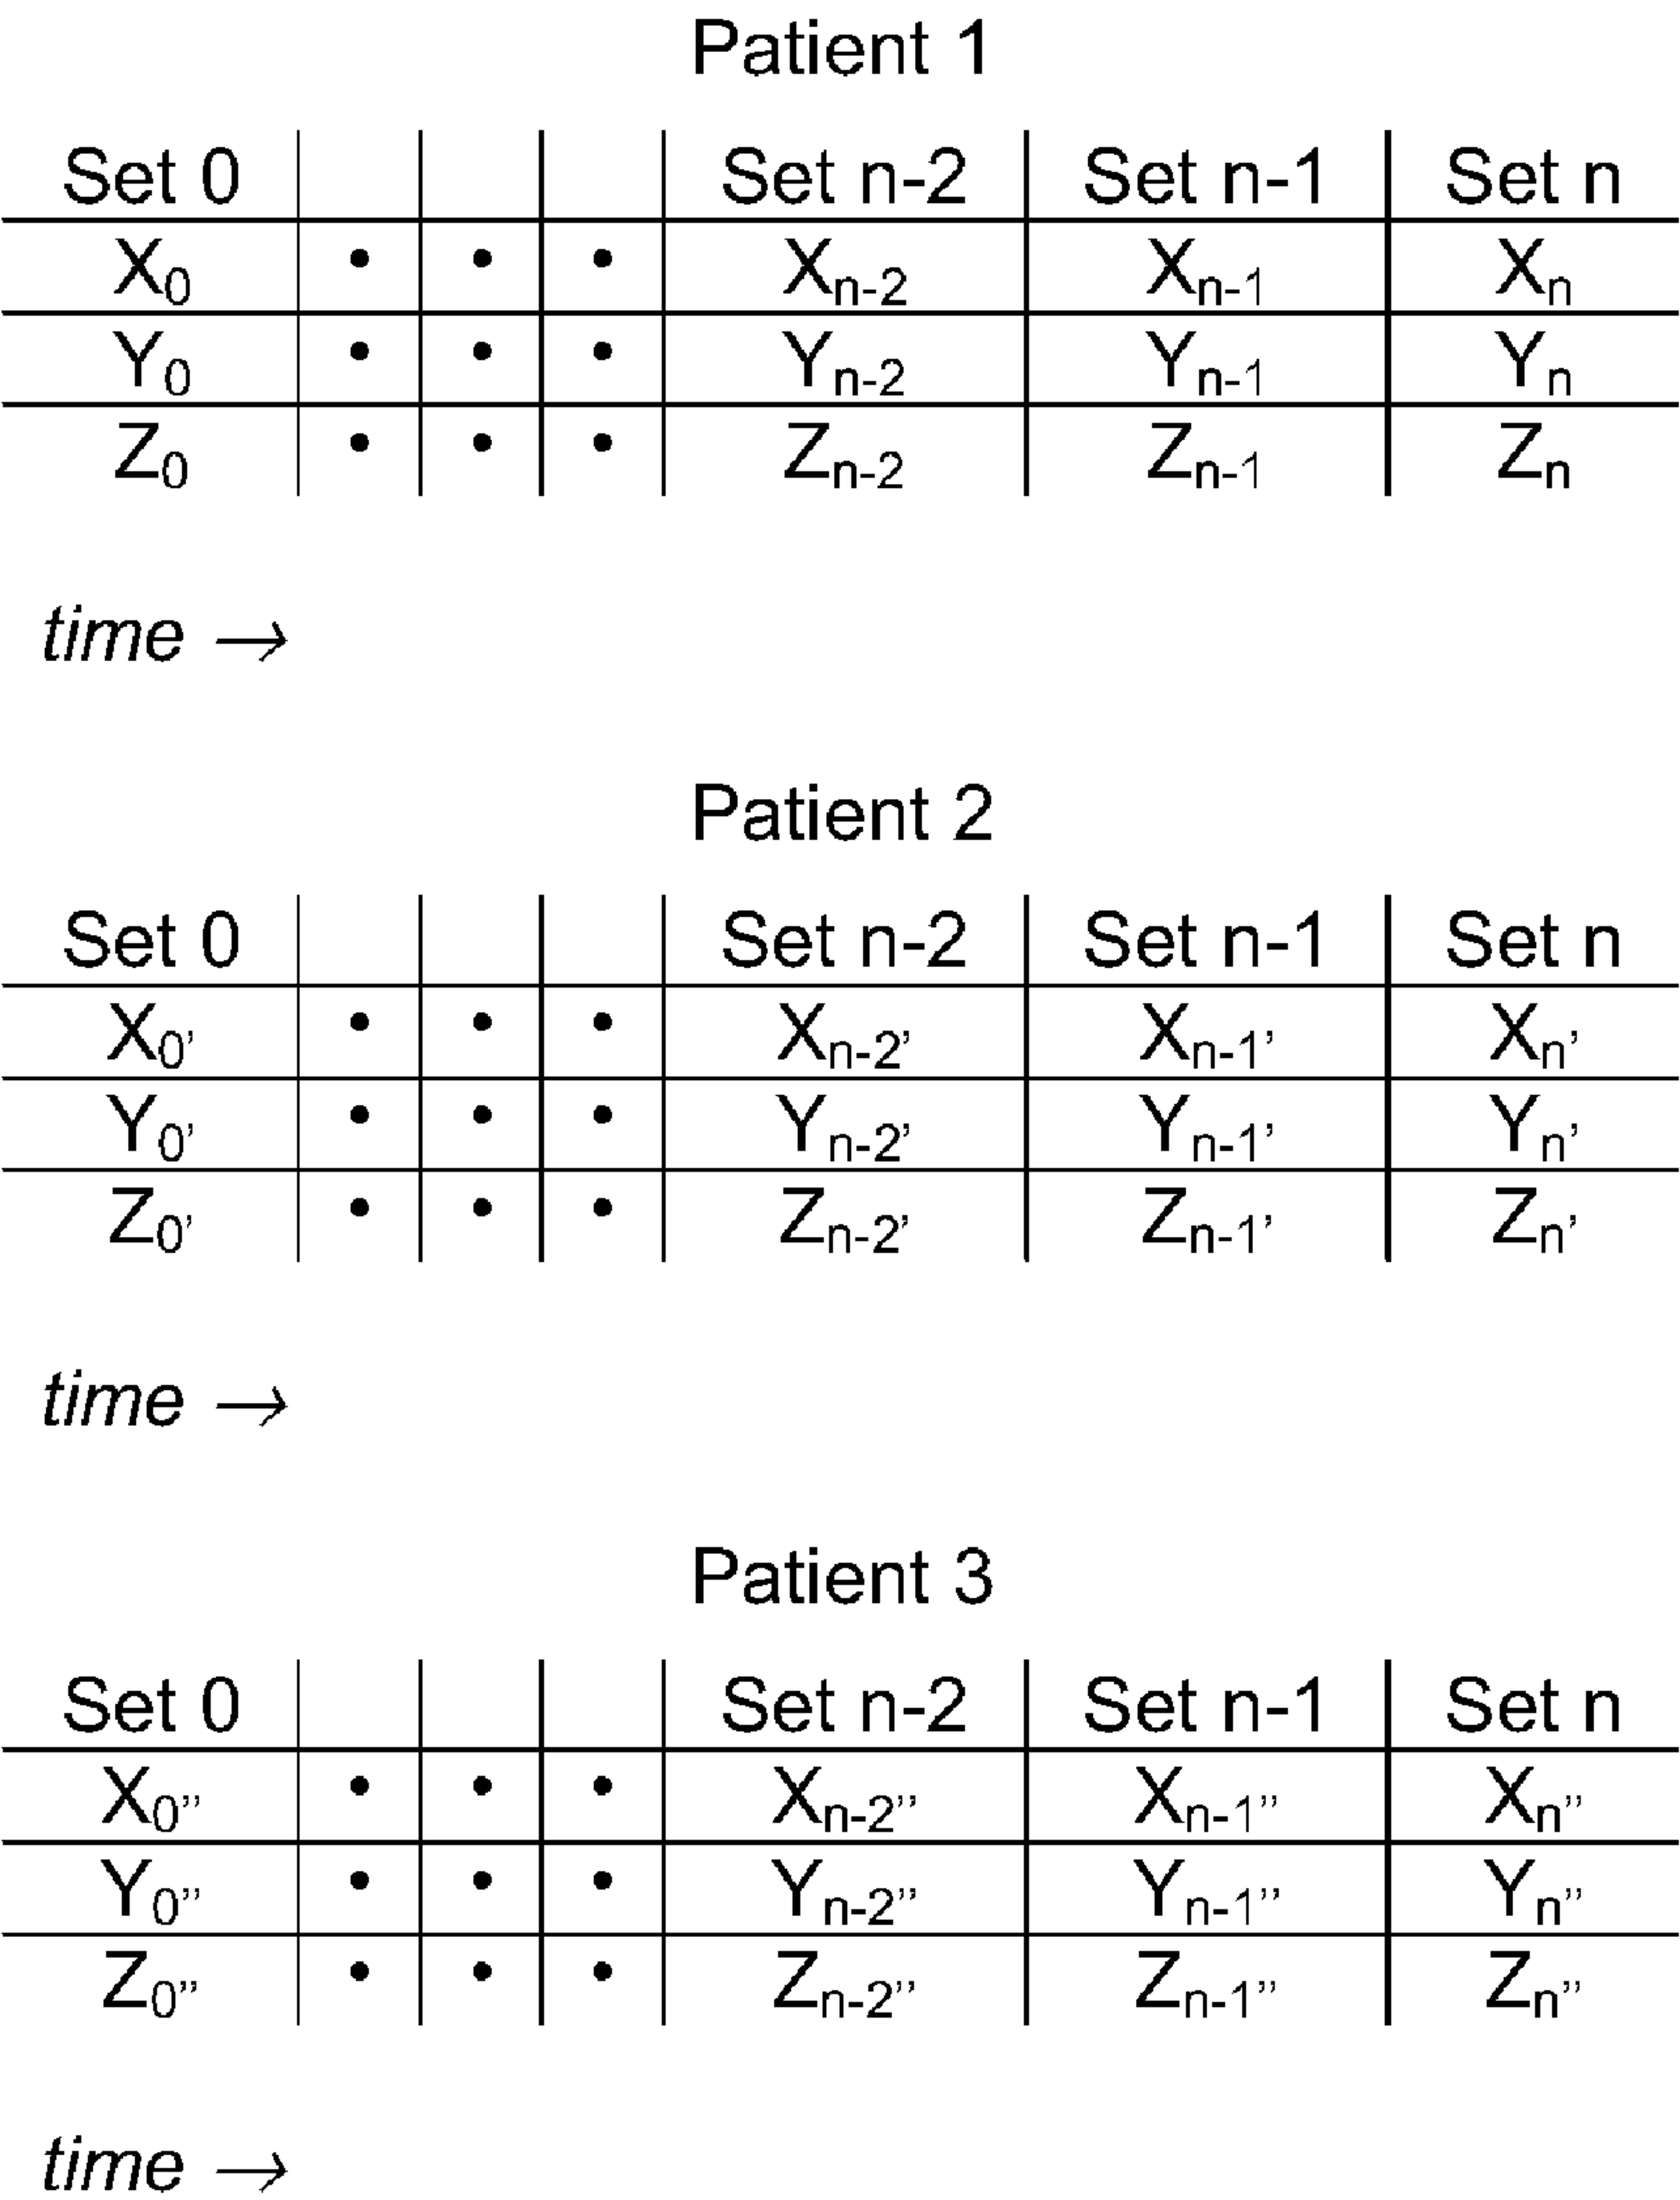 Patient 1
Set 0 Set n-2 Set n-1 Set n
X0 • • • Xn-2 Xn-1 Xn
Y0 • • • Yn-2 Yn-1 Yn
Z0 • • • Zn-2 Zn-1 Zn
time →
Patient 2
Set 0 Set n-2 Set n-1 Set n
X0’ • • • Xn-2’ Xn-1’ Xn’
Y0’ • • • Yn-2’ Yn-1’ Yn’
Z0’ • • • Zn-2’ Zn-1’ Zn’
time →
Patient 3
Set 0 Set n-2 Set n-1 Set n
X0’’ • • • Xn-2’’ Xn-1’’ Xn’’
Y0’’ • • • Yn-2’’ Yn-1’’ Yn’’
Z0’’ • • • Zn-2’’ Zn-1’’ Zn’’
time →